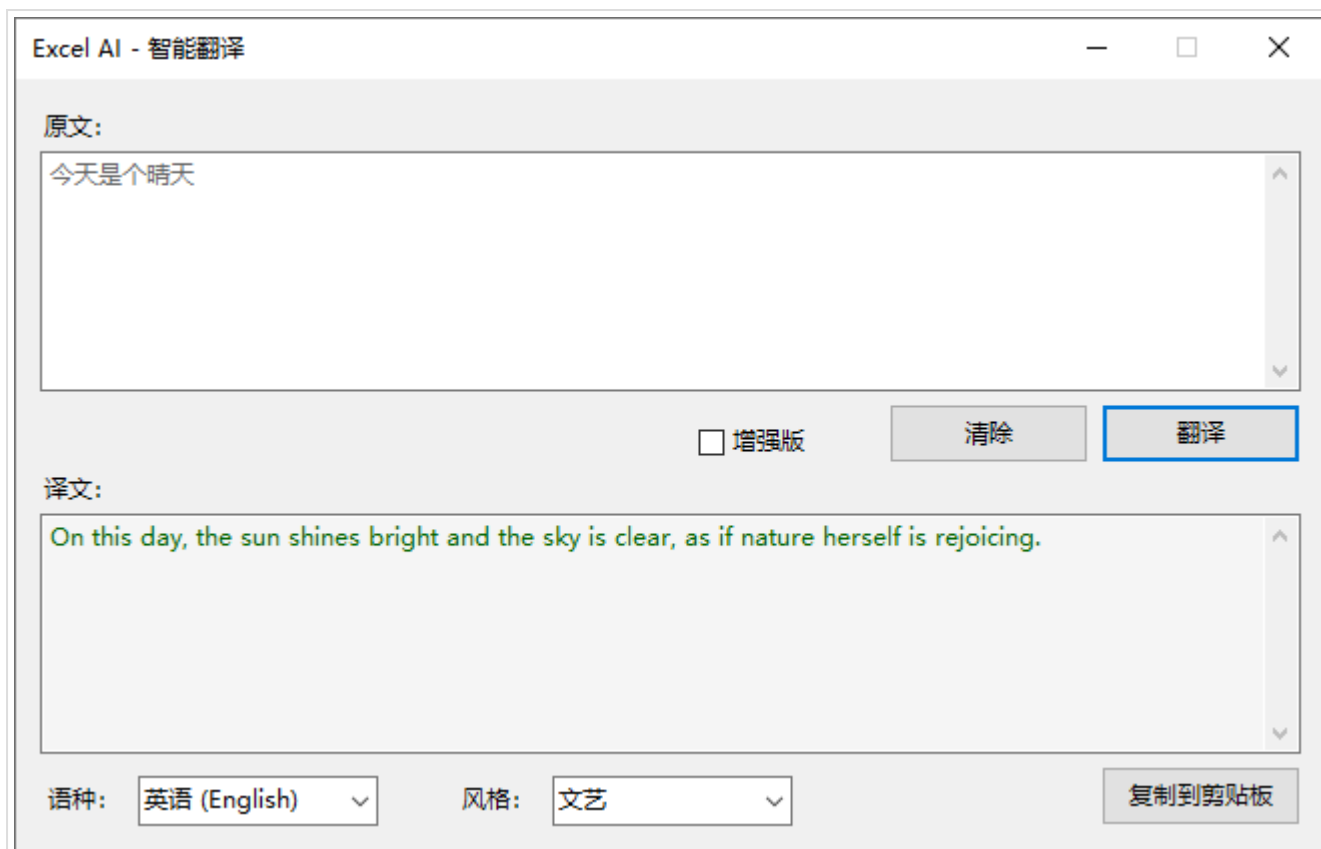 Excel AI - 智能翻译
原文:
今天是个晴天
增强版
清除
翻译
译文:
On this day, the sun shines bright and the sky is clear, as if nature herself is rejoicing.
语种: 英语 (English) 风格: 文艺 复制到剪贴板